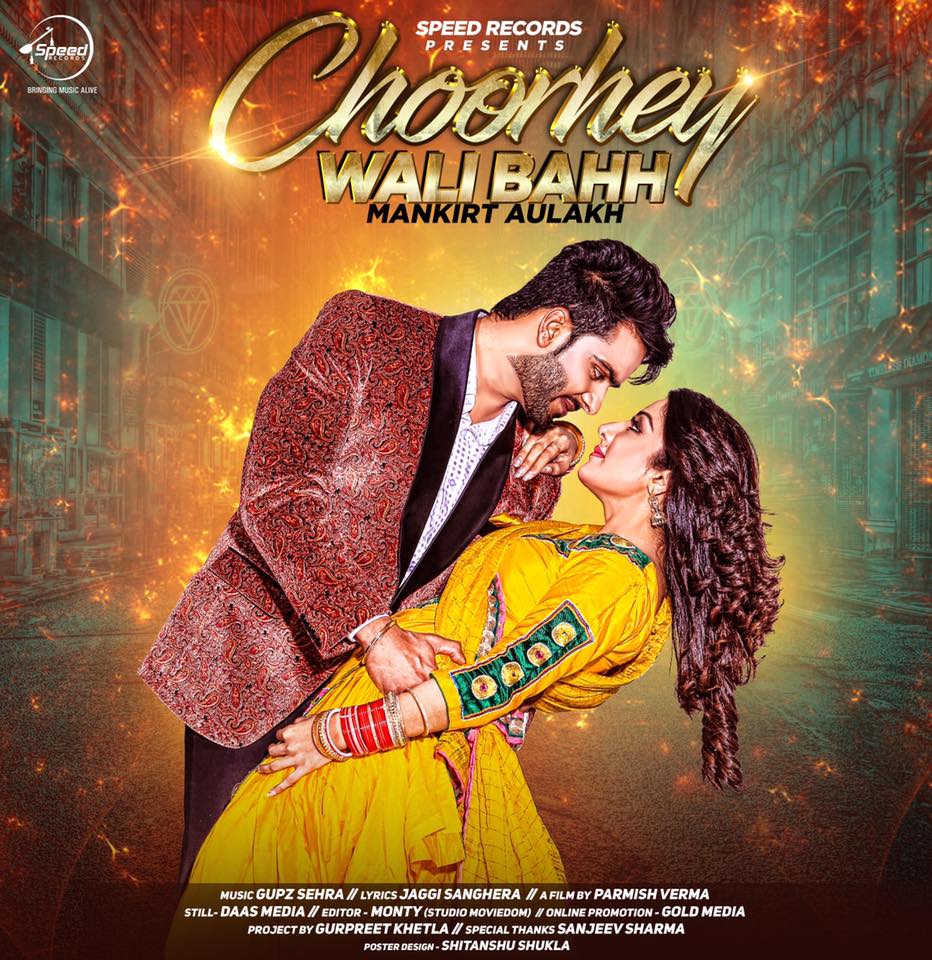 Speed
RECORDS
BRINGING MUSIC ALIVE
SPEED RECORDS
PRESENTS
Choorhey
WALI BAHH
MANKIRT AULAKH
MUSIC GUPZ SEHRA // LYRICS JAGGI SANGHERA // A FILM BY PARMISH VERMA
STILL- DAAS MEDIA // EDITOR - MONTY (STUDIO MOVIEDOM) // ONLINE PROMOTION - GOLD MEDIA
PROJECT BY GURPREET KHETLA // SPECIAL THANKS SANJEEV SHARMA
POSTER DESIGN - SHITANSHU SHUKLA